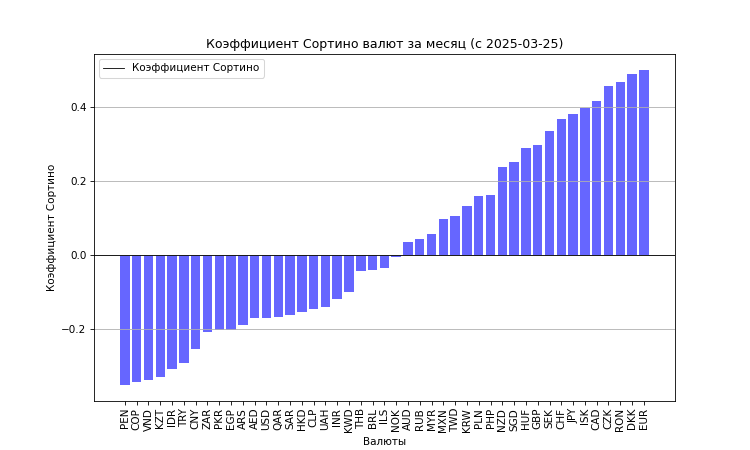 Коэффициент Сортино валют за месяц (с 2025-03-25)
Коэффициент Сортино
Коэффициент Сортино
0.4
0.2
0.0
−0.2
PEN
COP
VND
KZT
IDR
TRY
CNY
ZAR
PKR
EGP
ARS
AED
USD
QAR
SAR
HKD
CLP
UAH
INR
KWD
THB
BRL
ILS
NOK
AUD
RUB
MYR
MXN
TWD
KRW
PLN
PHP
NZD
SGD
HUF
GBP
SEK
CHF
JPY
ISK
CAD
CZK
RON
DKK
EUR
Валюты